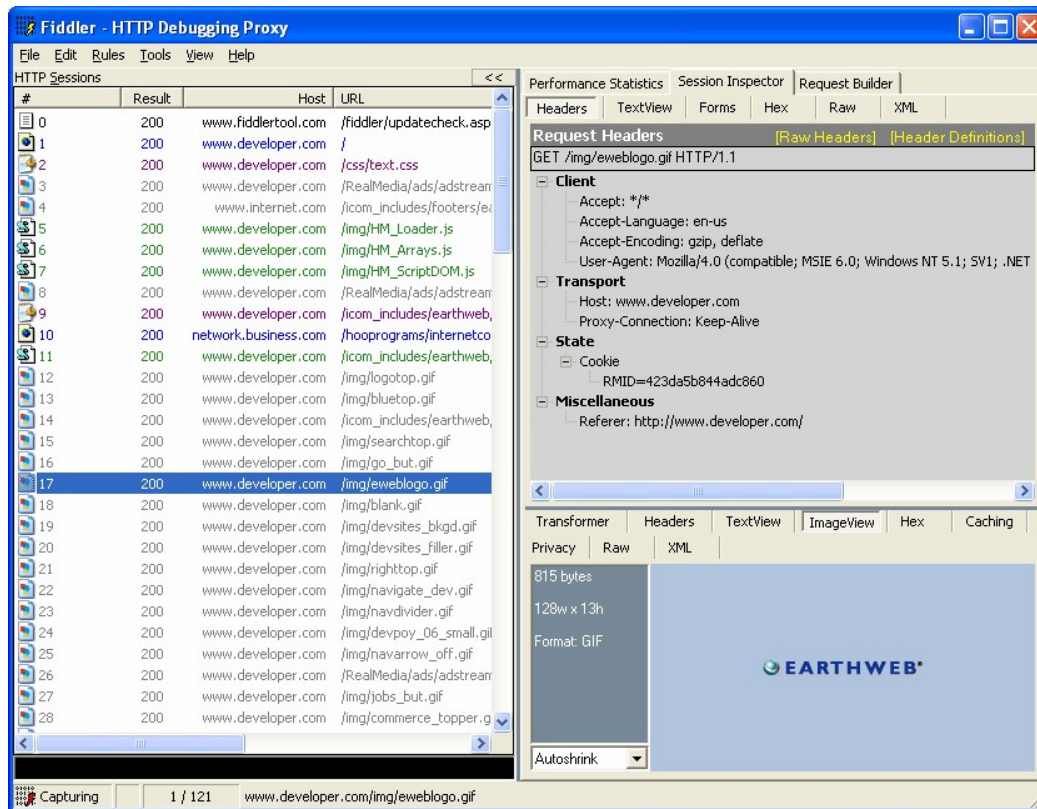 Fiddler - HTTP Debugging Proxy
File Edit Rules Tools View Help
HTTP Sessions <<
# Result Host URL
0 200 www.fiddlertool.com /fiddler/updatecheck.asp
1 200 www.developer.com /
2 200 www.developer.com /css/text.css
3 200 www.developer.com /RealMedia/ads/adstream
4 200 www.internet.com /icom_includes/footers/ea
5 200 www.developer.com /img/HM_Loader.js
6 200 www.developer.com /img/HM_Arrays.js
7 200 www.developer.com /img/HM_ScriptDOM.js
8 200 www.developer.com /RealMedia/ads/adstream
9 200 www.developer.com /icom_includes/earthweb,
10 200 network.business.com /hooprograms/internetco
11 200 www.developer.com /icom_includes/earthweb,
12 200 www.developer.com /img/logotop.gif
13 200 www.developer.com /img/bluetop.gif
14 200 www.developer.com /icom_includes/earthweb,
15 200 www.developer.com /img/searchtop.gif
16 200 www.developer.com /img/go_but.gif
17 200 www.developer.com /img/eweblogo.gif
18 200 www.developer.com /img/blank.gif
19 200 www.developer.com /img/devsites_bkgd.gif
20 200 www.developer.com /img/devsites_filler.gif
21 200 www.developer.com /img/righttop.gif
22 200 www.developer.com /img/navigate_dev.gif
23 200 www.developer.com /img/navdivider.gif
24 200 www.developer.com /img/devpoy_06_small.gif
25 200 www.developer.com /img/navarrow_off.gif
26 200 www.developer.com /RealMedia/ads/adstream
27 200 www.developer.com /img/jobs_but.gif
28 200 www.developer.com /img/commerce_topper.g
Performance Statistics Session Inspector Request Builder
Headers TextView Forms Hex Raw XML
Request Headers [Raw Headers] [Header Definitions]
GET /img/eweblogo.gif HTTP/1.1
Client
Accept: */*
Accept-Language: en-us
Accept-Encoding: gzip, deflate
User-Agent: Mozilla/4.0 (compatible; MSIE 6.0; Windows NT 5.1; SV1; .NET
Transport
Host: www.developer.com
Proxy-Connection: Keep-Alive
State
Cookie
RMID=423da5b844adc860
Miscellaneous
Referer: http://www.developer.com/
Transformer Headers TextView ImageView Hex Caching
Privacy Raw XML
815 bytes
128w x 13h
Format: GIF
EARTHWEB
Autoshrink
Capturing 1 / 121 www.developer.com/img/eweblogo.gif